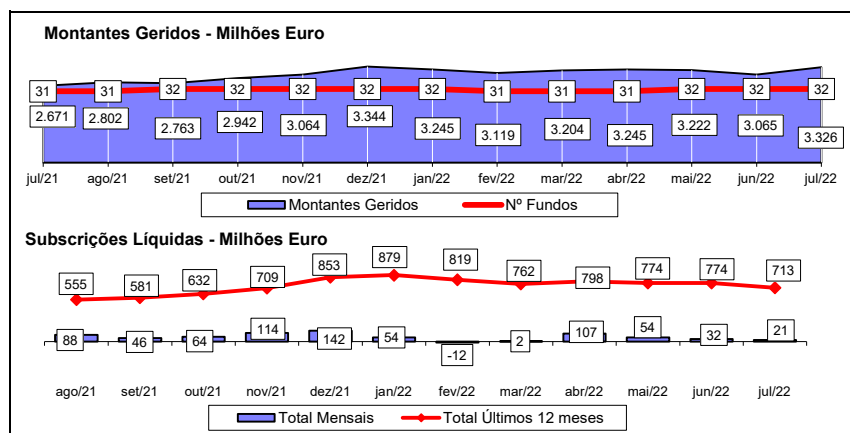 Montantes Geridos - Milhões Euro
31 31 32 32 32 32 32 31 31 31 32 32 32
2.671 2.802 2.763 2.942 3.064 3.344 3.245 3.119 3.204 3.245 3.222 3.065 3.326
jul/21 ago/21 set/21 out/21 nov/21 dez/21 jan/22 fev/22 mar/22 abr/22 mai/22 jun/22 jul/22
Montantes Geridos Nº Fundos
Subscrições Líquidas - Milhões Euro
555 581 632 709 853 879 819 762 798 774 774 713
88 46 64 114 142 54 -12 2 107 54 32 21
ago/21 set/21 out/21 nov/21 dez/21 jan/22 fev/22 mar/22 abr/22 mai/22 jun/22 jul/22
Total Mensais Total Últimos 12 meses